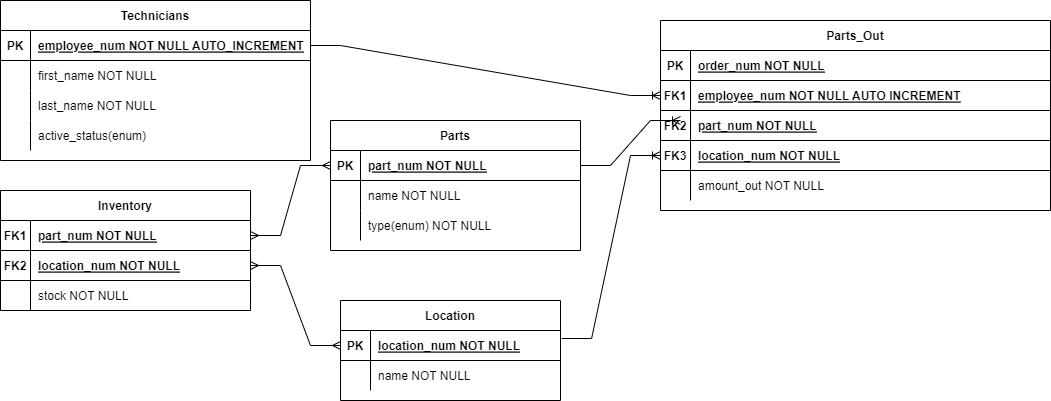 Technicians
PK employee_num NOT NULL AUTO_INCREMENT
first_name NOT NULL
last_name NOT NULL
active_status(enum)
Parts_Out
PK order_num NOT NULL
FK1 employee_num NOT NULL AUTO INCREMENT
FK2 part_num NOT NULL
FK3 location_num NOT NULL
amount_out NOT NULL
Parts
PK part_num NOT NULL
name NOT NULL
type(enum) NOT NULL
Inventory
FK1 part_num NOT NULL
FK2 location_num NOT NULL
stock NOT NULL
Location
PK location_num NOT NULL
name NOT NULL